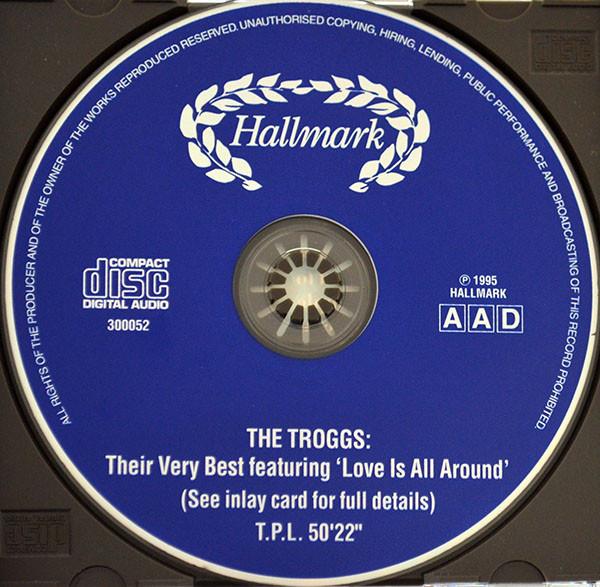 ALL RIGHTS OF THE PRODUCER AND OF THE OWNER OF THE WORKS REPRODUCED RESERVED. UNAUTHORISED COPYING, HIRING, LENDING, PUBLIC PERFORMANCE AND BROADCASTING OF THIS RECORD PROHIBITED.
Hallmark
COMPACT
disc
DIGITAL AUDIO
300052
℗ 1995
HALLMARK
AAD
THE TROGGS:
Their Very Best featuring ‘Love Is All Around’
(See inlay card for full details)
T.P.L. 50'22"
disc
disc